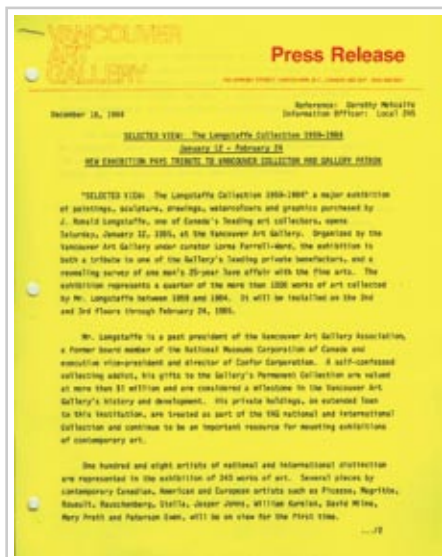 VANCOUVER
ART
GALLERY
Press Release
Reference: Dorothy Metcalfe
December 18, 1984 Information Officer: Local 245
SELECTED VIEW: The Longstaffe Collection 1959-1984
January 12 - February 24
NEW EXHIBITION PAYS TRIBUTE TO VANCOUVER COLLECTOR AND GALLERY PATRON
"SELECTED VIEW: The Longstaffe Collection 1959-1984" a major exhibition
of paintings, sculpture, drawings, watercolours and graphics purchased by
J. Ronald Longstaffe, one of Canada's leading art collectors, opens
Saturday, January 12, 1985, at the Vancouver Art Gallery. Organized by the
Vancouver Art Gallery under curator Lorna Farrell-Ward, the exhibition is
both a tribute to one of the Gallery's leading private benefactors, and a
revealing survey of one man's 25-year love affair with the fine arts. The
exhibition represents a quarter of the more than 1000 works of art collected
by Mr. Longstaffe between 1959 and 1984. It will be installed on the 2nd
and 3rd floors through February 24, 1985.
Mr. Longstaffe is a past president of the Vancouver Art Gallery Association,
a former board member of the National Museums Corporation of Canada and
executive vice-president and director of Canfor Corporation. A self-confessed
collecting addict, his gifts to the Gallery's Permanent Collection are valued
at more than $1 million and are considered a milestone in the Vancouver Art
Gallery's history and development. His private holdings, on extended loan
to this institution, are treated as part of the VAG national and international
Collection and continue to be an important resource for mounting exhibitions
of contemporary art.
One hundred and eight artists of national and international distinction
are represented in the exhibition of 243 works of art. Several pieces by
contemporary Canadian, American and European artists such as Picasso, Magritte,
Rouault, Rauschenberg, Stella, Jasper Johns, William Kurelek, David Milne,
Mary Pratt and Paterson Ewen, will be on view for the first time.
.../2